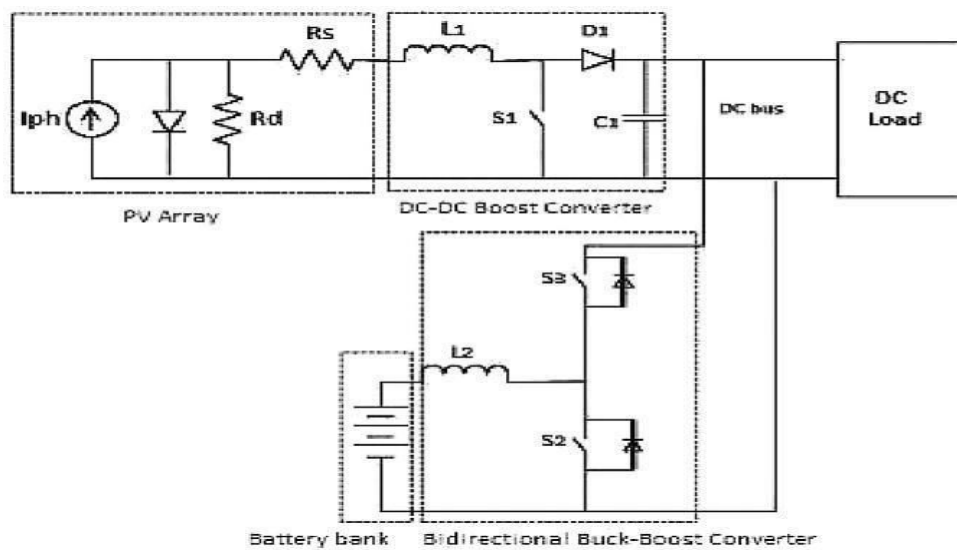 Rs
L1
D1
Iph
Rd
S1
C1
DC bus
DC
Load
PV Array
DC-DC Boost Converter
S3
L2
S2
Battery bank
Bidirectional Buck-Boost Converter